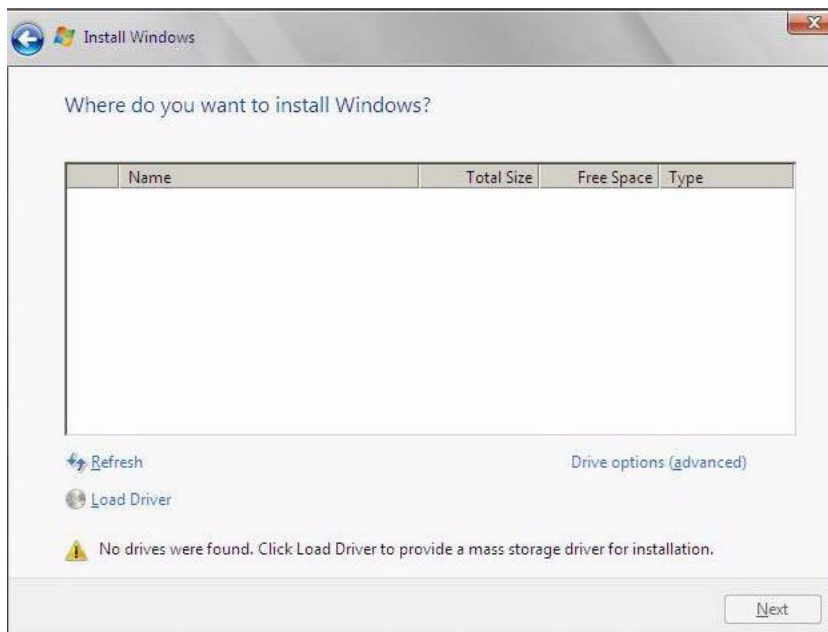 Install Windows
Where do you want to install Windows?
Name Total Size Free Space Type
Refresh Drive options (advanced)
Load Driver
No drives were found. Click Load Driver to provide a mass storage driver for installation.
Next